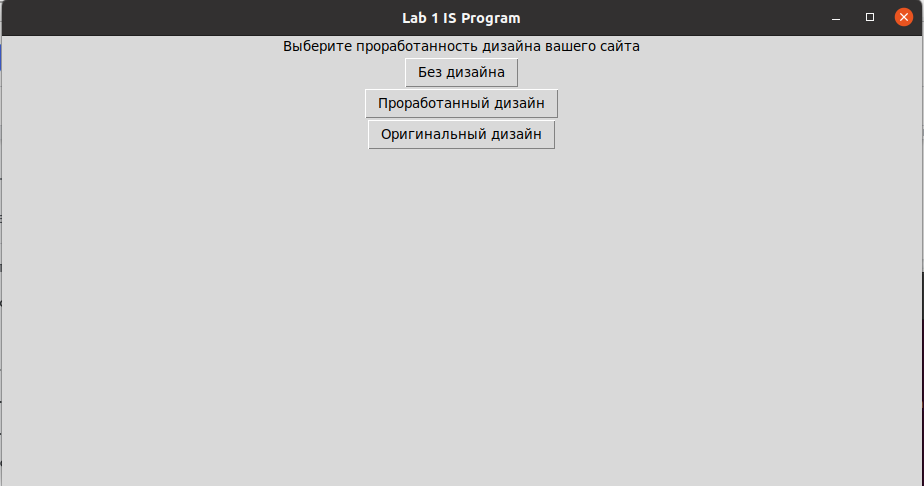 Lab 1 IS Program
Выберите проработанность дизайна вашего сайта
Без дизайна
Проработанный дизайн
Оригинальный дизайн